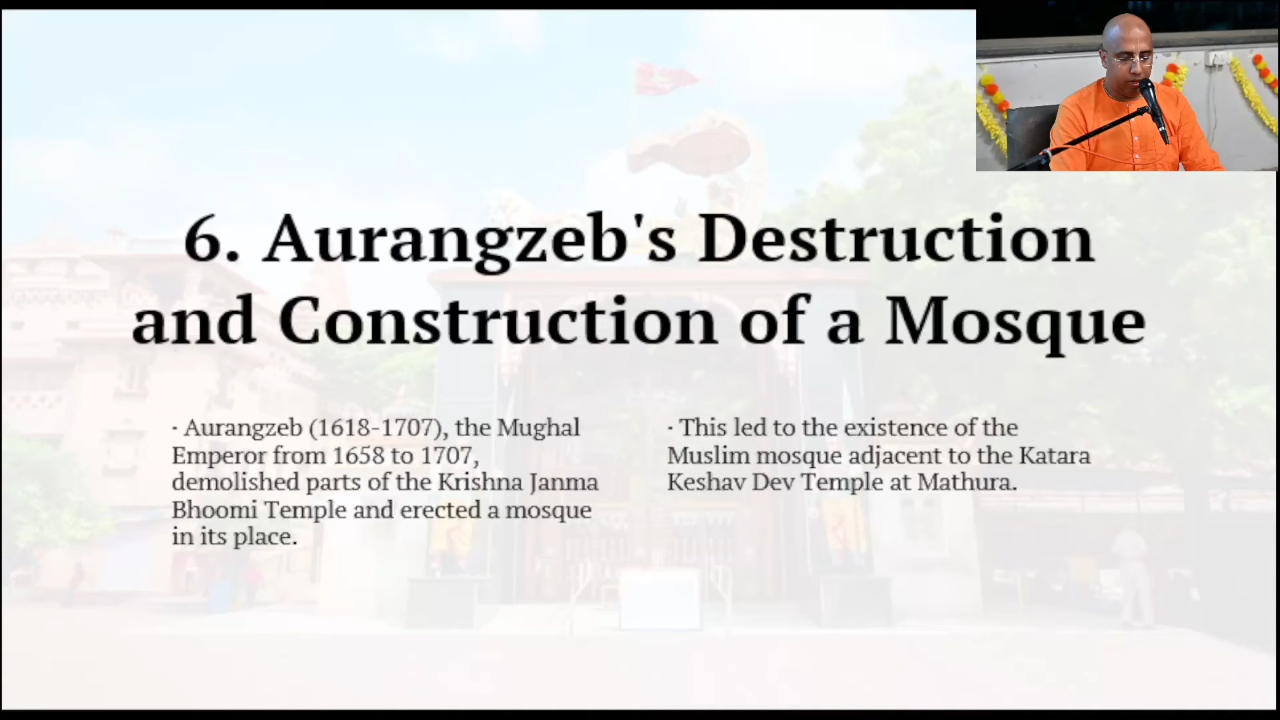 6. Aurangzeb's Destruction
and Construction of a Mosque
· Aurangzeb (1618-1707), the Mughal
Emperor from 1658 to 1707,
demolished parts of the Krishna Janma
Bhoomi Temple and erected a mosque
in its place.
· This led to the existence of the
Muslim mosque adjacent to the Katara
Keshav Dev Temple at Mathura.